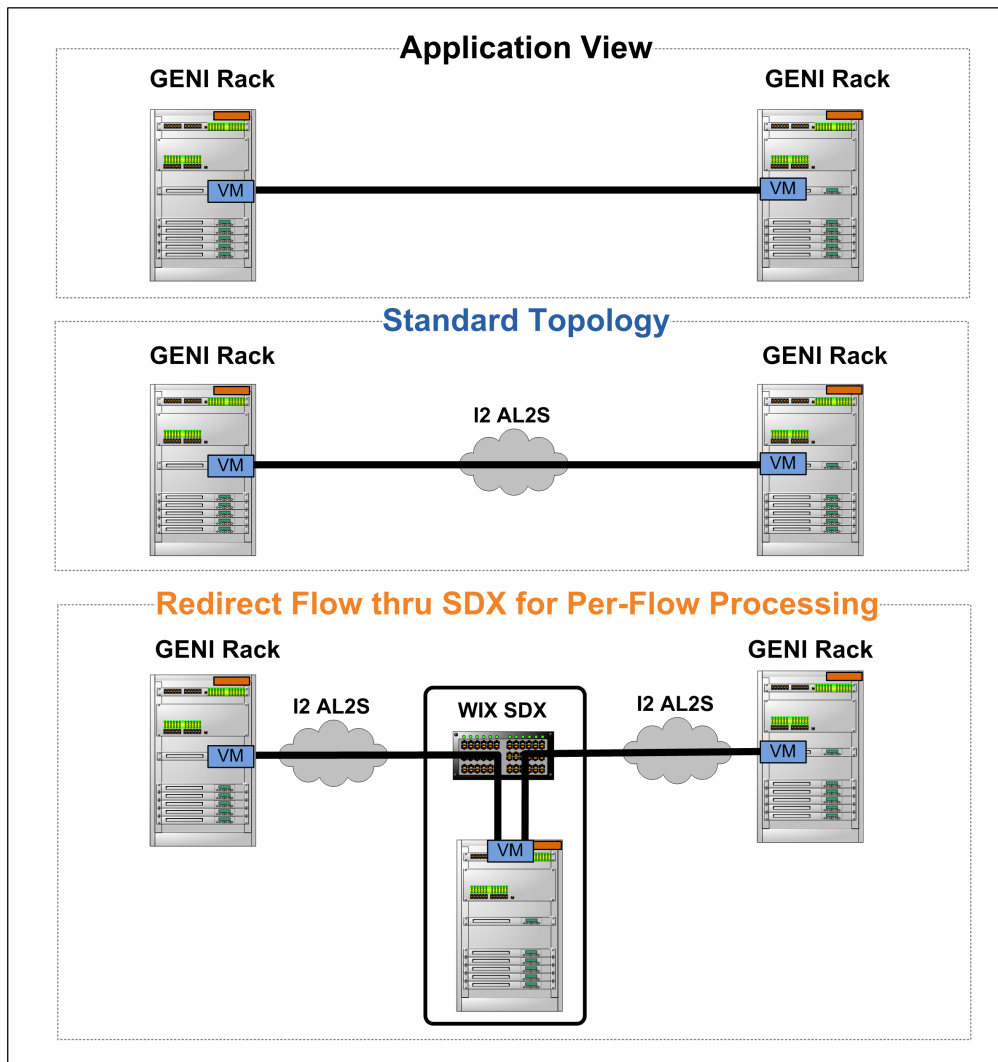 Application View
GENI Rack
GENI Rack
VM
VM
Standard Topology
GENI Rack
GENI Rack
I2 AL2S
VM
VM
Redirect Flow thru SDX for Per-Flow Processing
GENI Rack
GENI Rack
I2 AL2S
WIX SDX
I2 AL2S
VM
VM
VM